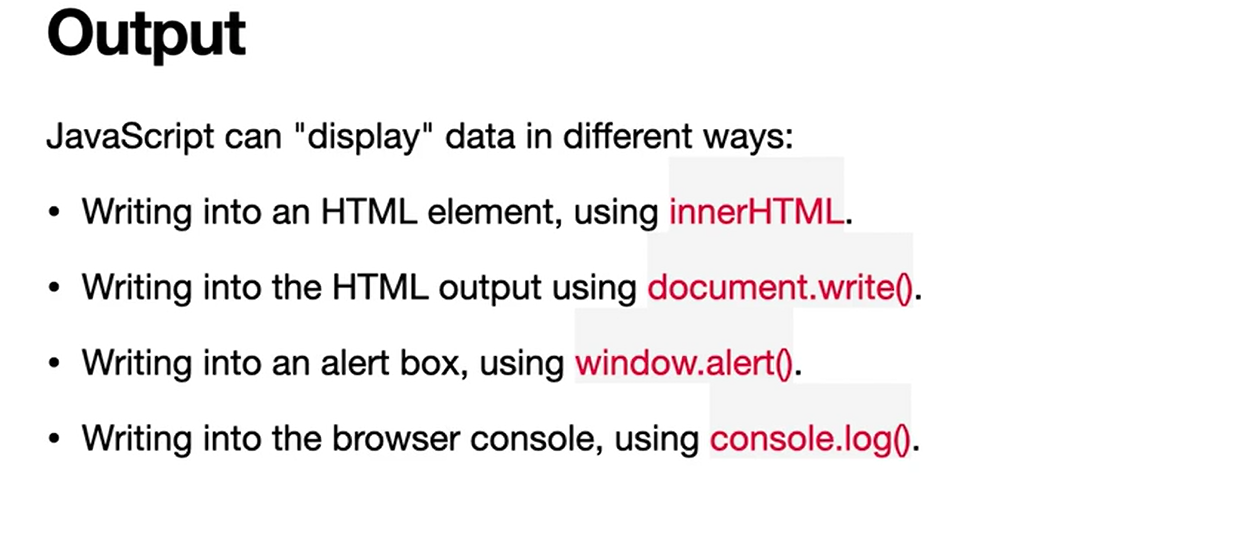 Output
JavaScript can "display" data in different ways:
• Writing into an HTML element, using innerHTML.
• Writing into the HTML output using document.write().
• Writing into an alert box, using window.alert().
• Writing into the browser console, using console.log().